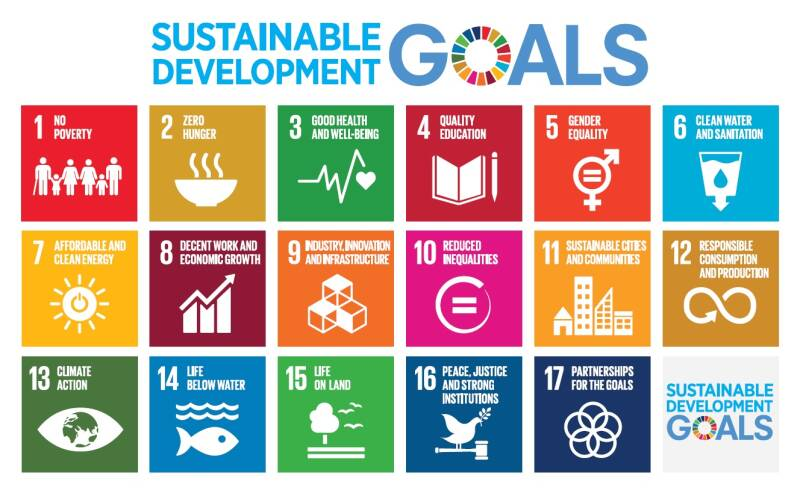 SUSTAINABLE
DEVELOPMENT
GOALS
1 NO
POVERTY
2 ZERO
HUNGER
3 GOOD HEALTH
AND WELL-BEING
4 QUALITY
EDUCATION
5 GENDER
EQUALITY
6 CLEAN WATER
AND SANITATION
7 AFFORDABLE AND
CLEAN ENERGY
8 DECENT WORK AND
ECONOMIC GROWTH
9 INDUSTRY, INNOVATION
AND INFRASTRUCTURE
10 REDUCED
INEQUALITIES
11 SUSTAINABLE CITIES
AND COMMUNITIES
12 RESPONSIBLE
CONSUMPTION
AND PRODUCTION
13 CLIMATE
ACTION
14 LIFE
BELOW WATER
15 LIFE
ON LAND
16 PEACE, JUSTICE
AND STRONG
INSTITUTIONS
17 PARTNERSHIPS
FOR THE GOALS
SUSTAINABLE
DEVELOPMENT
GOALS